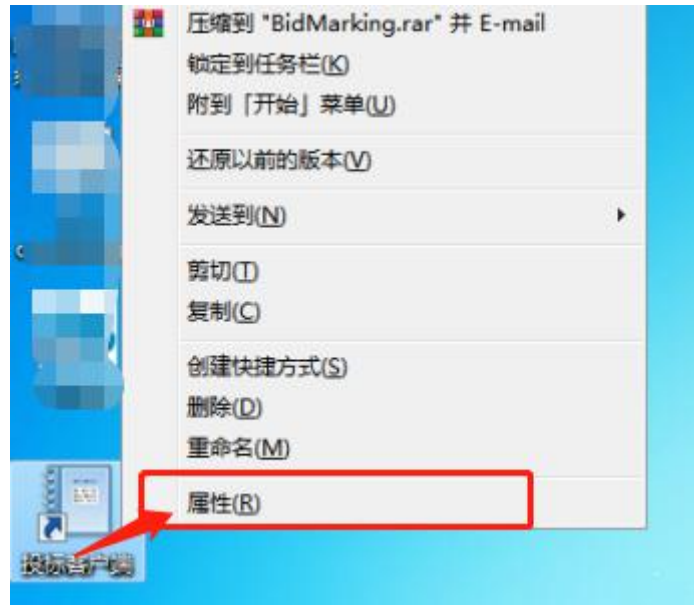 压缩到 "BidMarking.rar" 并 E-mail
锁定到任务栏(K)
附到「开始」菜单(U)
还原以前的版本(V)
发送到(N)
剪切(T)
复制(C)
创建快捷方式(S)
删除(D)
重命名(M)
属性(R)
投标客户端